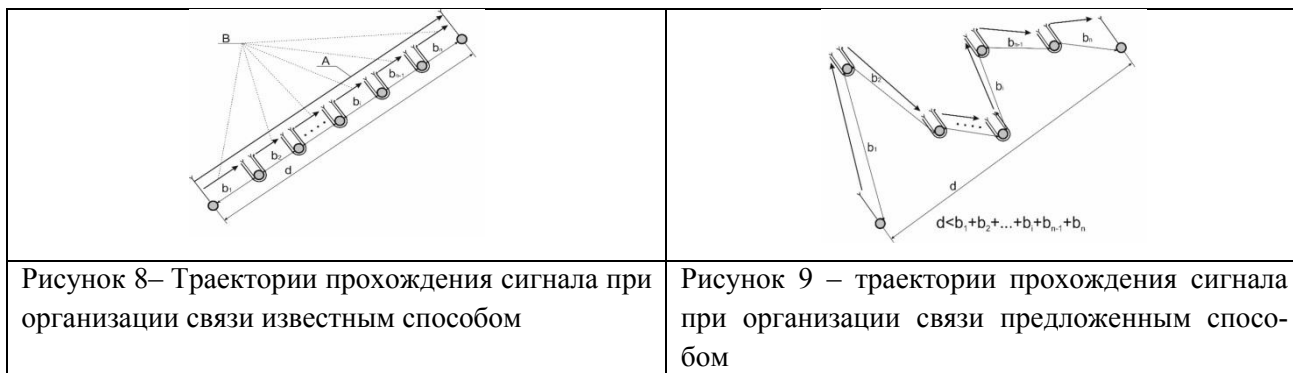 B
A
b₁
b₂
bᵢ
bₙ₋₁
bₙ
d
b₁
b₂
bᵢ
bₙ₋₁
bₙ
d
d<b₁+b₂+...+bᵢ+bₙ₋₁+bₙ
Рисунок 8– Траектории прохождения сигнала при
организации связи известным способом
Рисунок 9 – траектории прохождения сигнала
при организации связи предложенным спосо-
бом